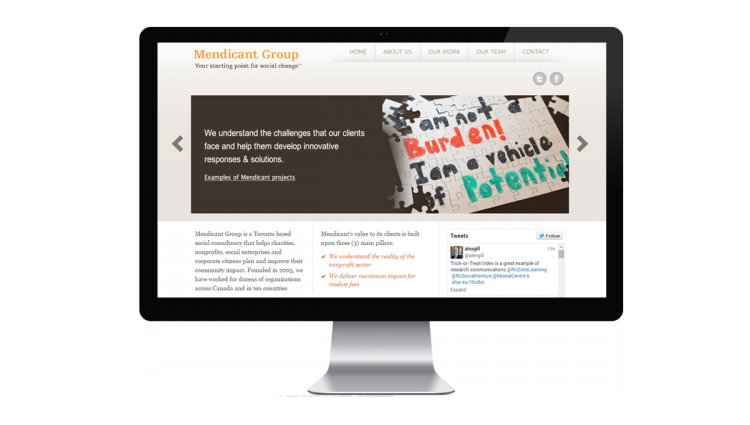 Mendicant Group
Your starting point for social change™
HOME
ABOUT US
OUR WORK
OUR TEAM
CONTACT
We understand the challenges that our clients
face and help them develop innovative
responses & solutions.
Examples of Mendicant projects
I am not a
Burden!
I am a vehicle
of Potential
Mendicant Group is a Toronto based
social consultancy that helps charities,
nonprofits, social enterprises and
corporate citizens plan and improve their
community impact. Founded in 2005, we
have worked for dozens of organizations
across Canada and in ten countries
Mendicant's value to its clients is built
upon three (3) main pillars:
We understand the reality of the
nonprofit sector
We deliver maximum impact for
modest fees
Tweets
Follow
alexgill
@alexgill
Trick-or-Treat index is a great example of
research communications @RUZoneLearning
@RUSocialVenture @MowatCentre's
shar.es/10nlbn
Expand